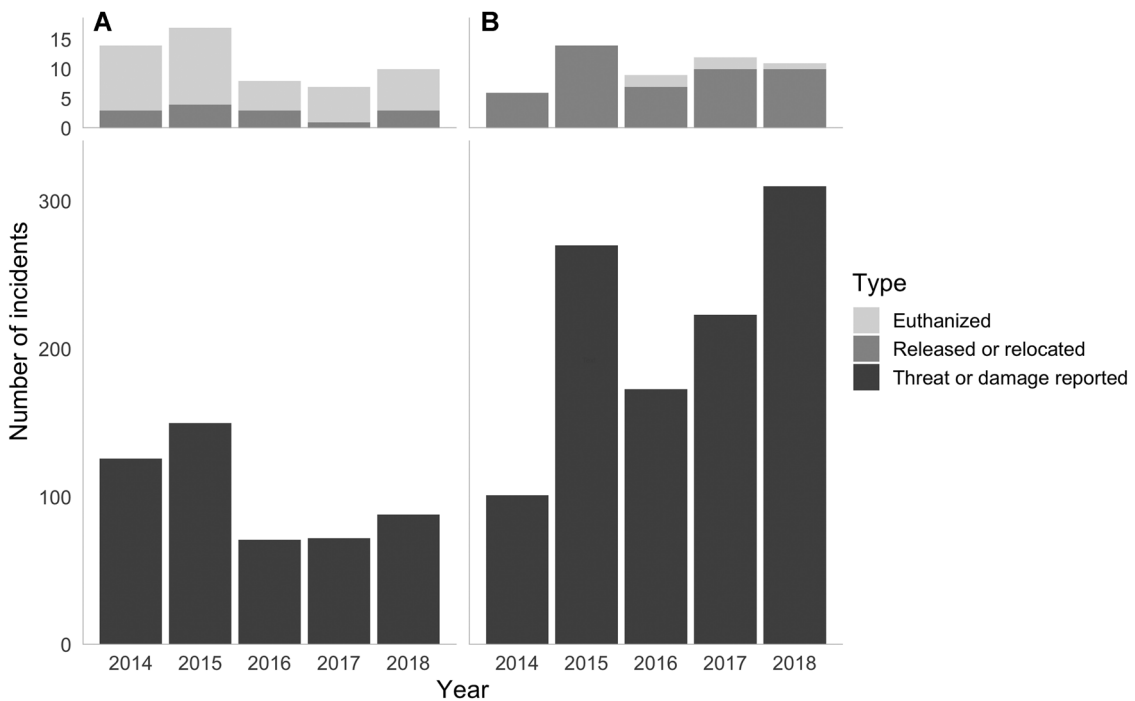 A
B
15
10
5
0
300
200
100
0
Number of incidents
2014 2015 2016 2017 2018
2014 2015 2016 2017 2018
Year
Type
Euthanized
Released or relocated
Threat or damage reported